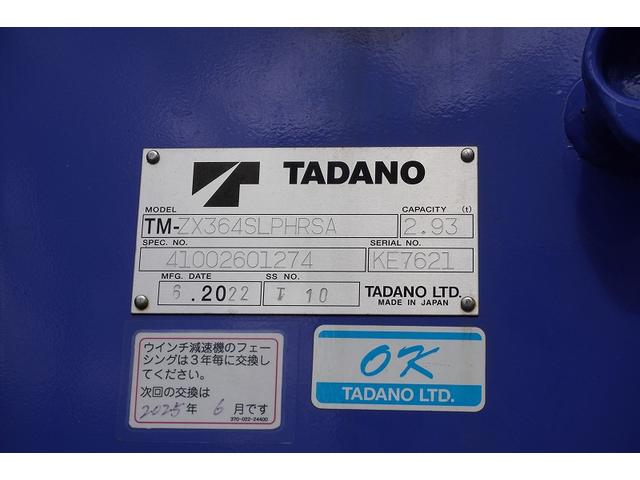 TADANO
MODEL
TM-ZX364SLPHRSA
CAPACITY (t)
2.93
SPEC. NO.
41002601274
SERIAL NO.
KE7621
MFG. DATE
6.2022
SS NO.
T 10
TADANO LTD.
MADE IN JAPAN
ウインチ減速機のフェー
シングは3年毎に交換し
てください。
次回の交換は
2025年 6月です
370-022-24400
OK
TADANO LTD.